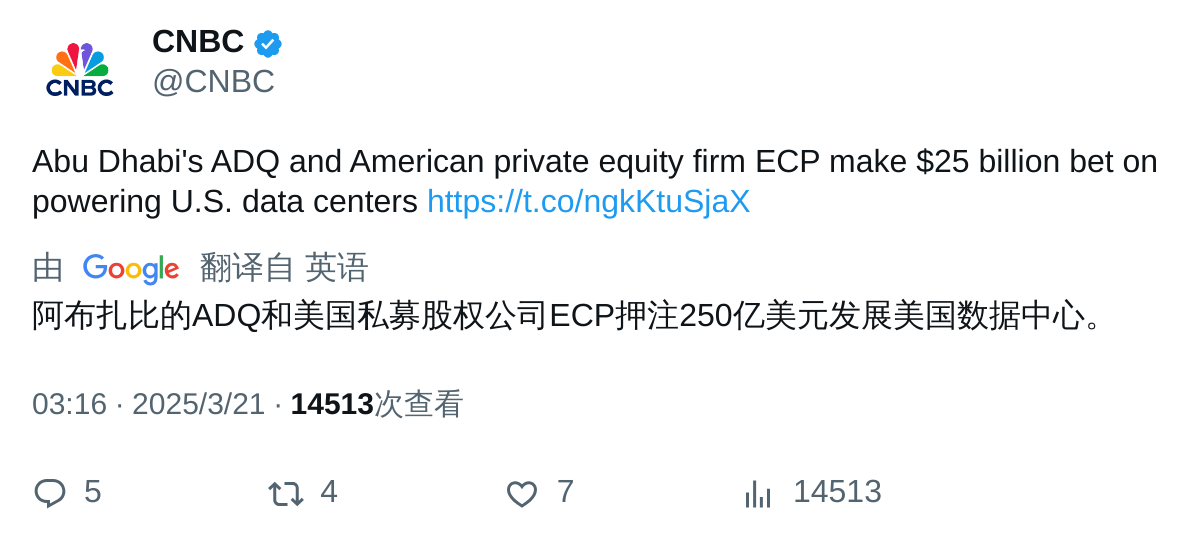 CNBC
CNBC
@CNBC
Abu Dhabi's ADQ and American private equity firm ECP make $25 billion bet on
powering U.S. data centers https://t.co/ngkKtuSjaX
由 Google 翻译自 英语
阿布扎比的ADQ和美国私募股权公司ECP押注250亿美元发展美国数据中心。
03:16 · 2025/3/21 · 14513次查看
5 4 7 14513